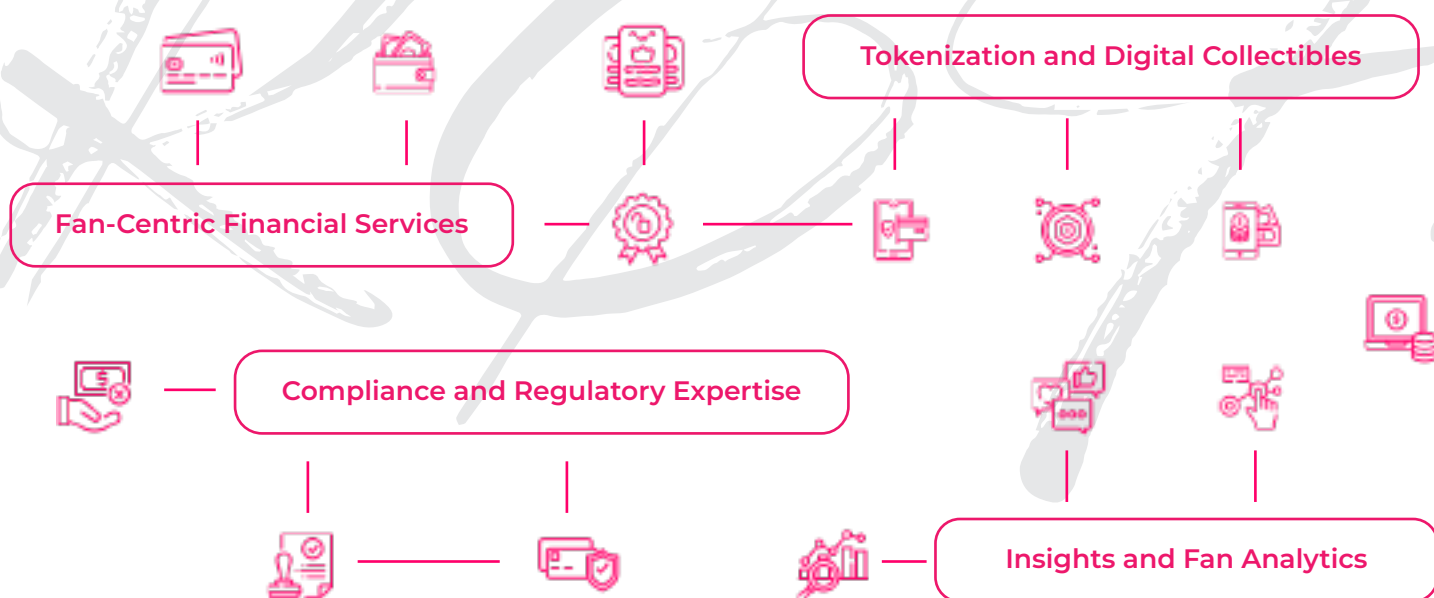 Tokenization and Digital Collectibles
Fan-Centric Financial Services
Compliance and Regulatory Expertise
Insights and Fan Analytics